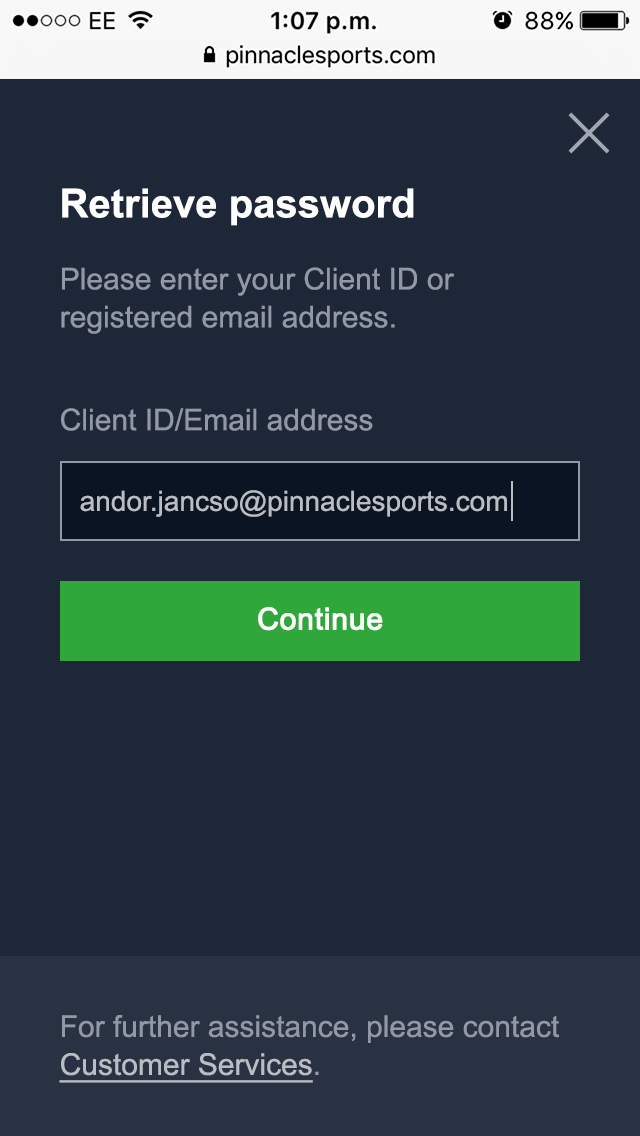 EE 1:07 p.m. 88%
pinnaclesports.com
Retrieve password
Please enter your Client ID or
registered email address.
Client ID/Email address
andor.jancso@pinnaclesports.com
Continue
For further assistance, please contact
Customer Services.